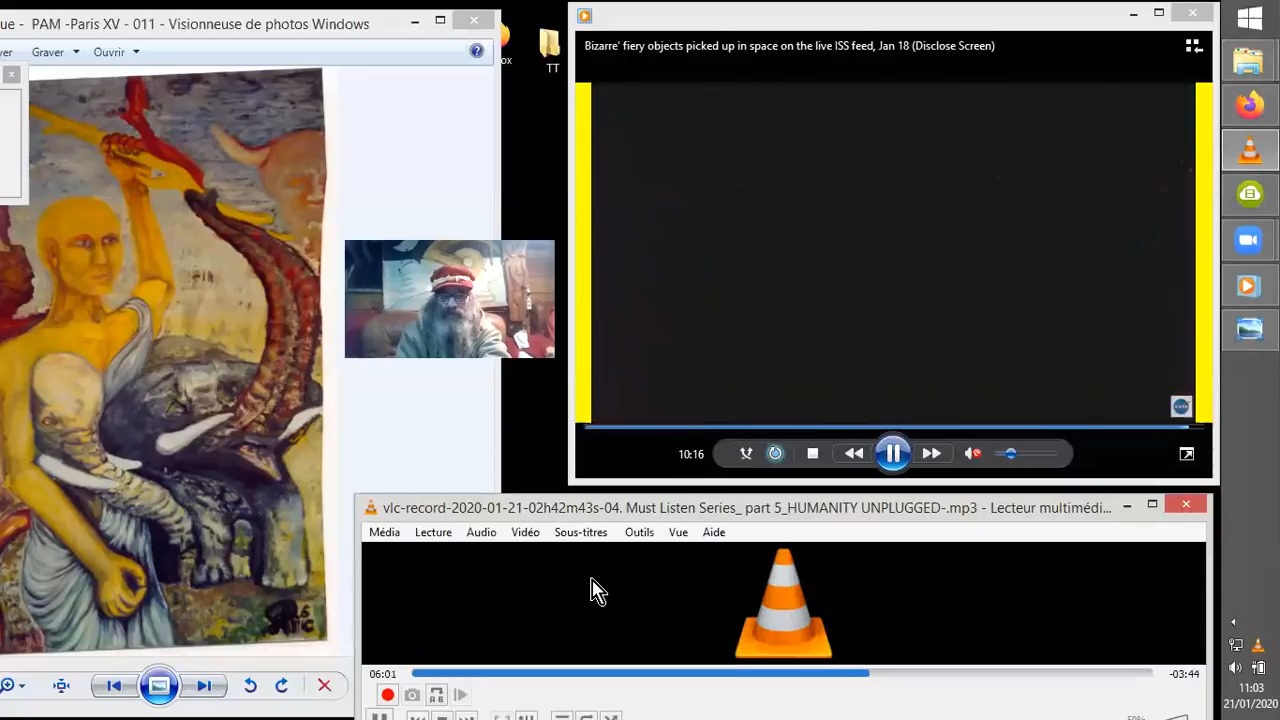 ue - PAM -Paris XV - 011 - Visionneuse de photos Windows
ver Graver Ouvrir
ox
TT
Bizarre' fiery objects picked up in space on the live ISS feed, Jan 18 (Disclose Screen)
10:16
vlc-record-2020-01-21-02h42m43s-04. Must Listen Series_ part 5_HUMANITY UNPLUGGED-.mp3 - Lecteur multimédi...
Média Lecture Audio Vidéo Sous-titres Outils Vue Aide
06:01
-03:44
11:03
21/01/2020